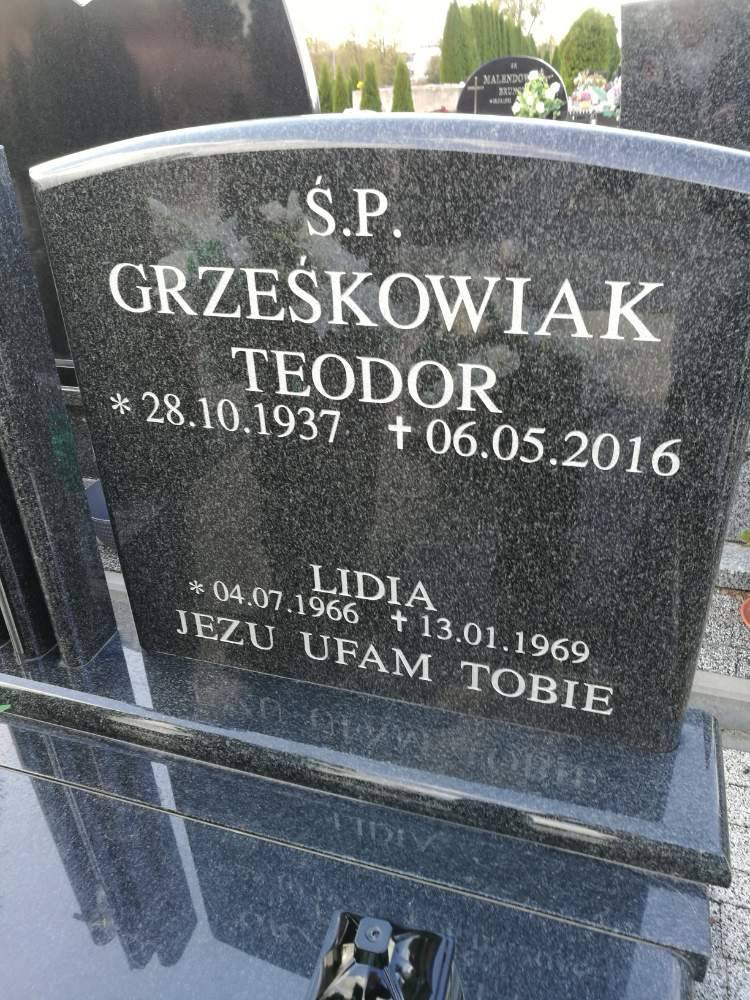 Ś.P.
GRZEŚKOWIAK
TEODOR
* 28.10.1937 ✝ 06.05.2016
LIDIA
* 04.07.1966 ✝ 13.01.1969
JEZU UFAM TOBIE